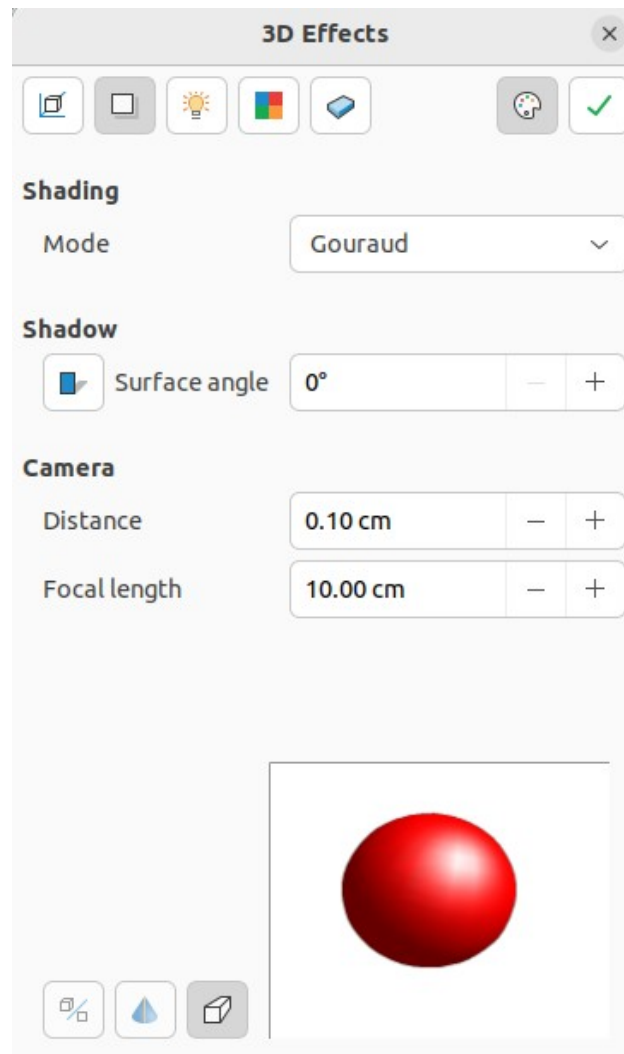 3D Effects
Shading
Mode Gouraud
Shadow
Surface angle 0°
Camera
Distance 0.10 cm
Focal length 10.00 cm